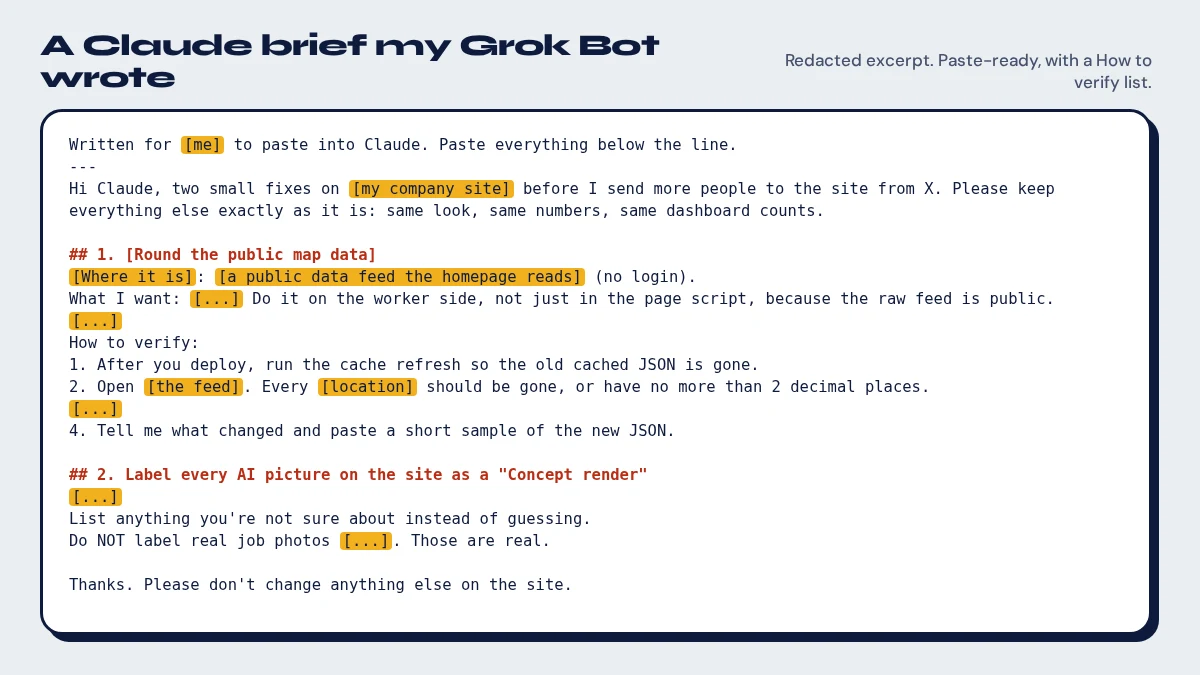 A Claude brief my Grok Bot
wrote
Redacted excerpt. Paste-ready, with a How to
verify list.
Written for [me] to paste into Claude. Paste everything below the line.
---
Hi Claude, two small fixes on [my company site] before I send more people to the site from X. Please keep
everything else exactly as it is: same look, same numbers, same dashboard counts.
## 1. [Round the public map data]
[Where it is]: [a public data feed the homepage reads] (no login).
What I want: [...] Do it on the worker side, not just in the page script, because the raw feed is public.
[...]
How to verify:
1. After you deploy, run the cache refresh so the old cached JSON is gone.
2. Open [the feed]. Every [location] should be gone, or have no more than 2 decimal places.
[...]
4. Tell me what changed and paste a short sample of the new JSON.
## 2. Label every AI picture on the site as a "Concept render"
[...]
List anything you're not sure about instead of guessing.
Do NOT label real job photos [...]. Those are real.
Thanks. Please don't change anything else on the site.